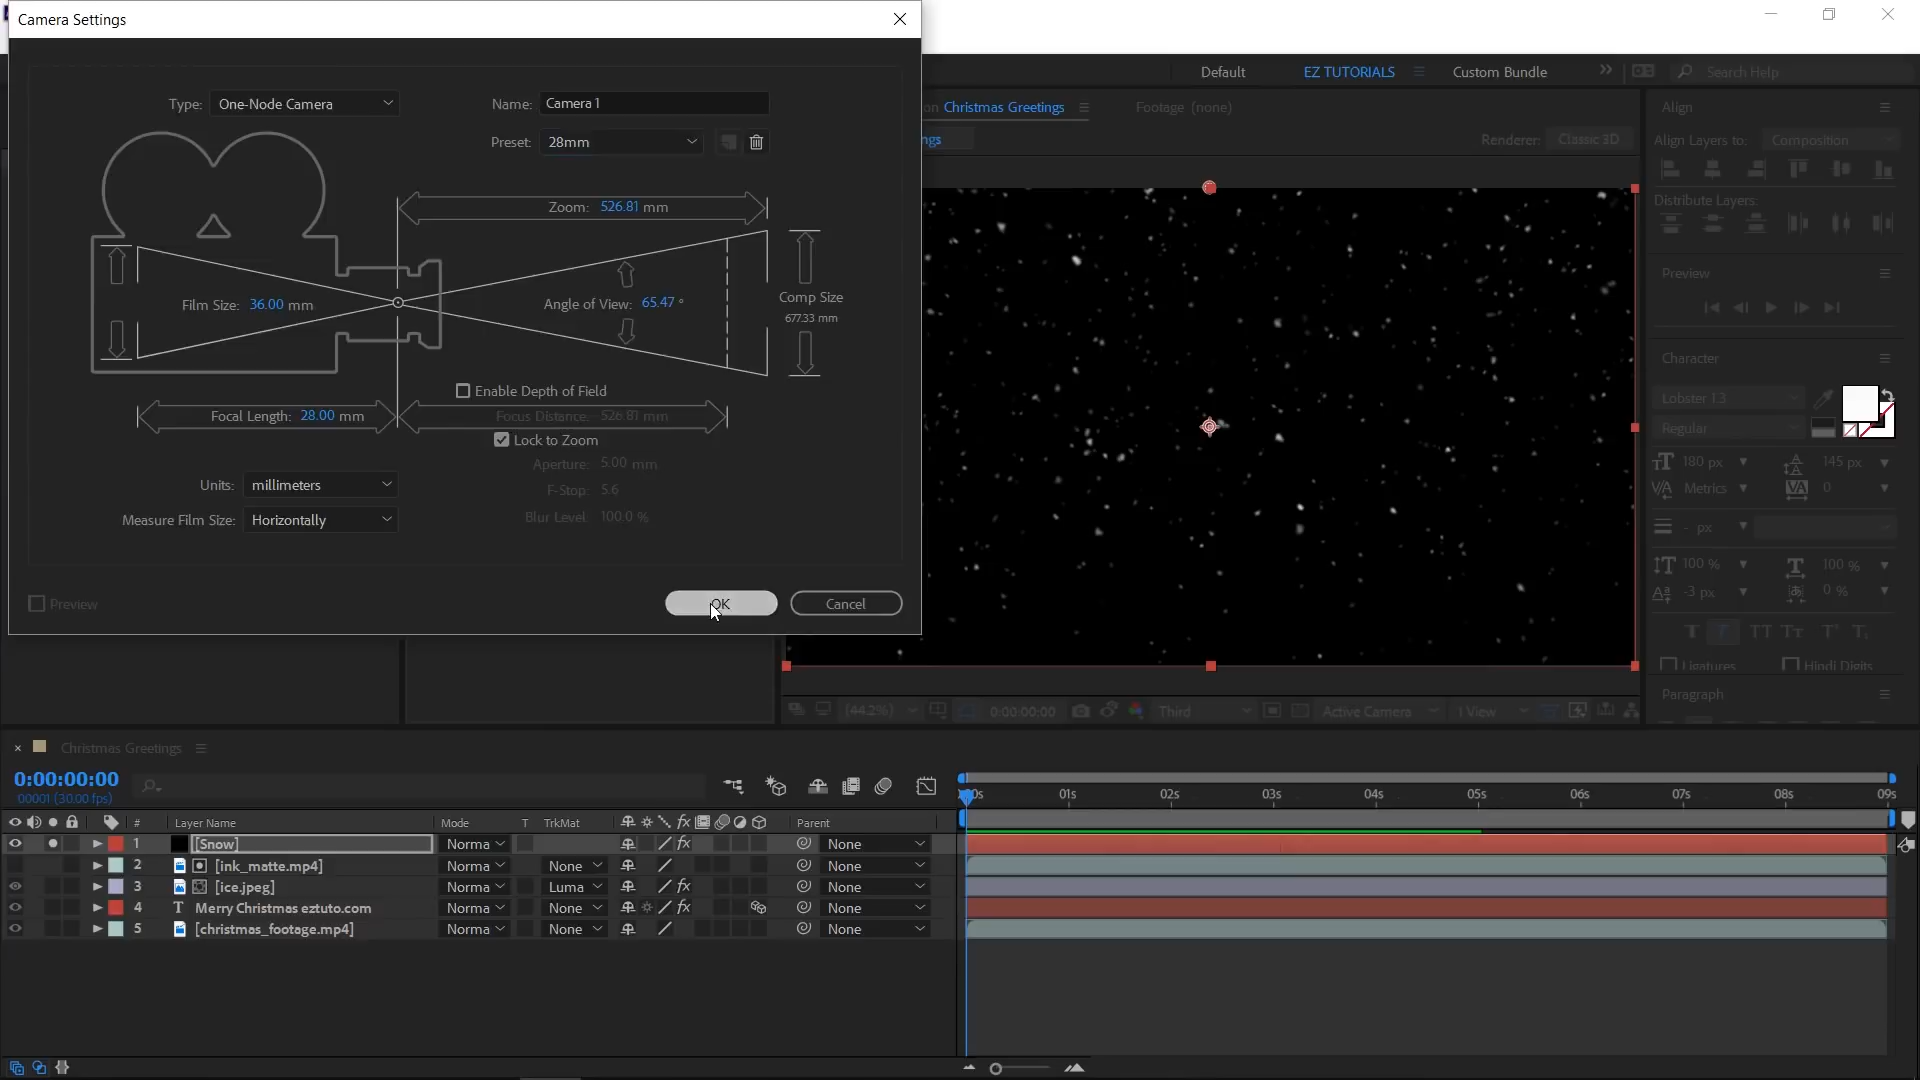 Camera Settings
Type: One-Node Camera
Name: Camera 1
Preset: 28mm
Zoom: 526.81 mm
Film Size: 36.00 mm
Angle of View: 65.47 °
Comp Size
677.33 mm
Enable Depth of Field
Focal Length: 28.00 mm
Focus Distance: 526.81 mm
Lock to Zoom
Aperture: 5.00 mm
F-Stop: 5.6
Blur Level: 100.0 %
Units: millimeters
Measure Film Size: Horizontally
Preview
OK
Cancel
Default
EZ TUTORIALS
Custom Bundle
Search Help
on Christmas Greetings
Footage (none)
ngs
Renderer: Classic 3D
(44.2%)
0:00:00:00
Third
Active Camera
1 View
Align
Align Layers to: Composition
Distribute Layers:
Preview
Character
Lobster 1.3
Regular
180 px
145 px
Metrics
0
- px
100 %
100 %
-3 px
0 %
Ligatures
Hindi Digits
Paragraph
Christmas Greetings
0:00:00:00
00001 (30.00 fps)
# Layer Name Mode T TrkMat Parent
1 [Snow] Norma None
2 [ink_matte.mp4] Norma None None
3 [ice.jpeg] Norma Luma None
4 T Merry Christmas eztuto.com Norma None None
5 [christmas_footage.mp4] Norma None None
0s 01s 02s 03s 04s 05s 06s 07s 08s 09s